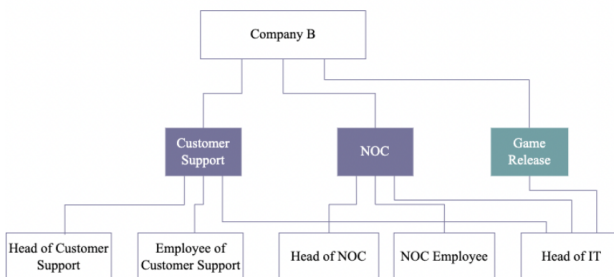 Company B
Customer
Support
NOC
Game
Release
Head of Customer
Support
Employee of
Customer Support
Head of NOC
NOC Employee
Head of IT